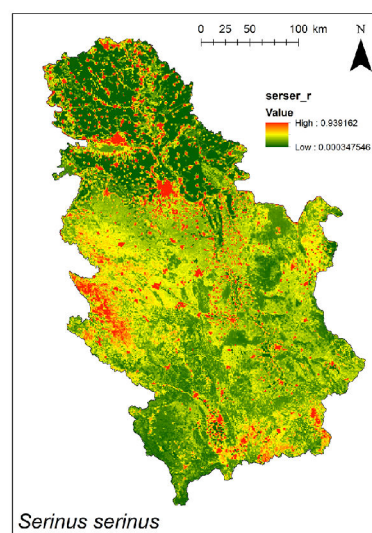 0 25 50 100 km
N
serser_r
Value
High : 0.939162
Low : 0.000347546
Serinus serinus